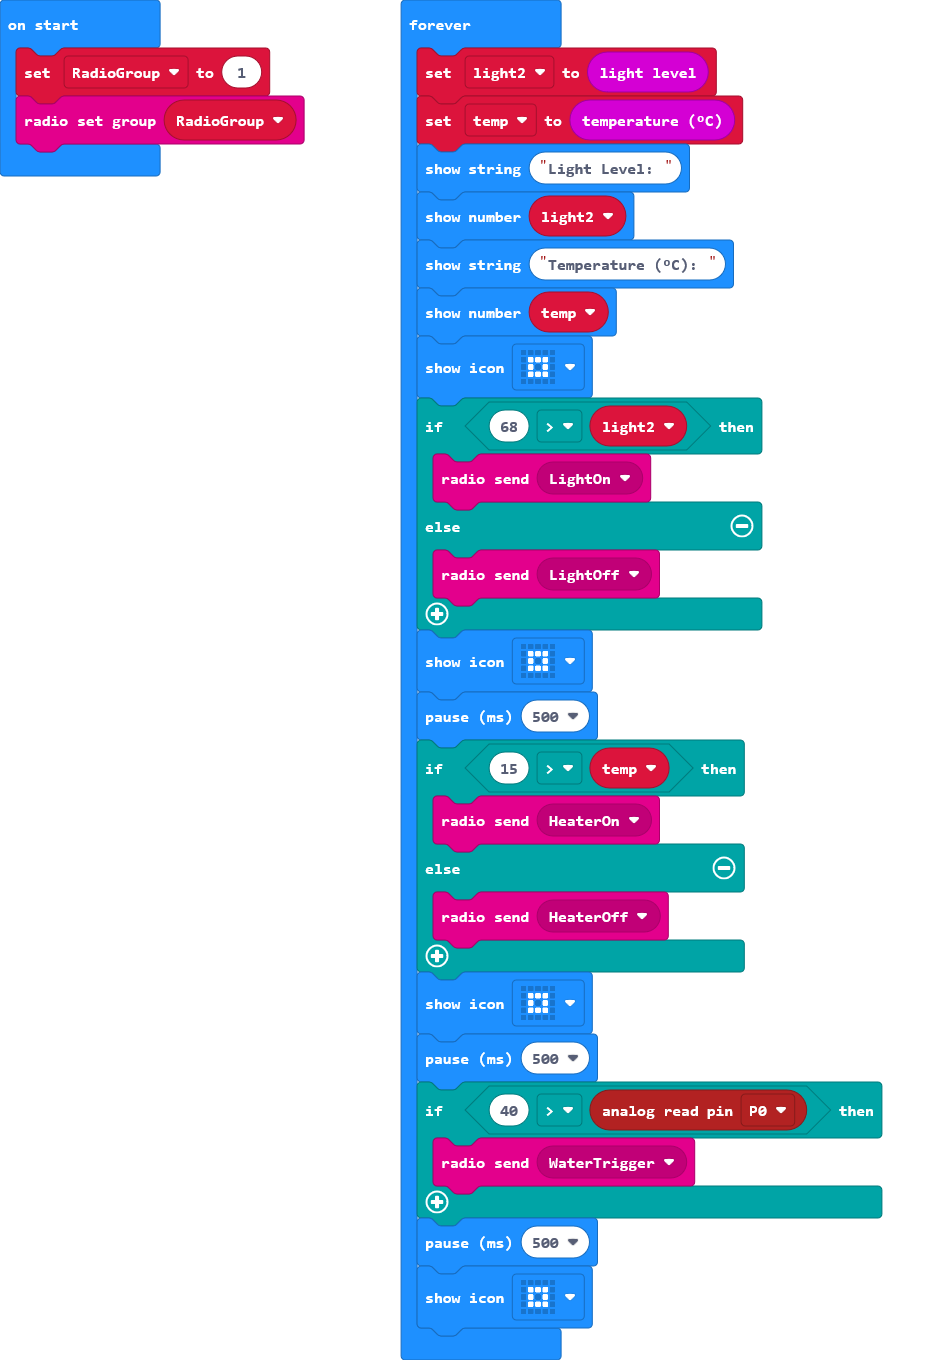 on start
set RadioGroup to 1
radio set group RadioGroup
forever
set light2 to light level
set temp to temperature (ºC)
show string "Light Level: "
show number light2
show string "Temperature (ºC): "
show number temp
show icon
if 68 > light2 then
radio send LightOn
else
radio send LightOff
show icon
pause (ms) 500
if 15 > temp then
radio send HeaterOn
else
radio send HeaterOff
show icon
pause (ms) 500
if 40 > analog read pin P0 then
radio send WaterTrigger
pause (ms) 500
show icon